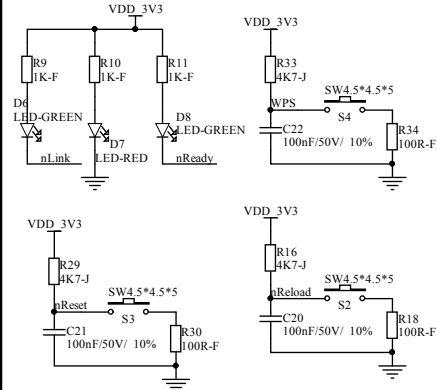 VDD_3V3
R9
1K-F
R10
1K-F
R11
1K-F
D6
LED-GREEN
D7
LED-RED
D8
LED-GREEN
nLink
nReady
VDD_3V3
R33
4K7-J
WPS
SW4.5*4.5*5
S4
C22
100nF/50V/ 10%
R34
100R-F
VDD_3V3
R29
4K7-J
nReset
SW4.5*4.5*5
S3
C21
100nF/50V/ 10%
R30
100R-F
VDD_3V3
R16
4K7-J
nReload
SW4.5*4.5*5
S2
C20
100nF/50V/ 10%
R18
100R-F